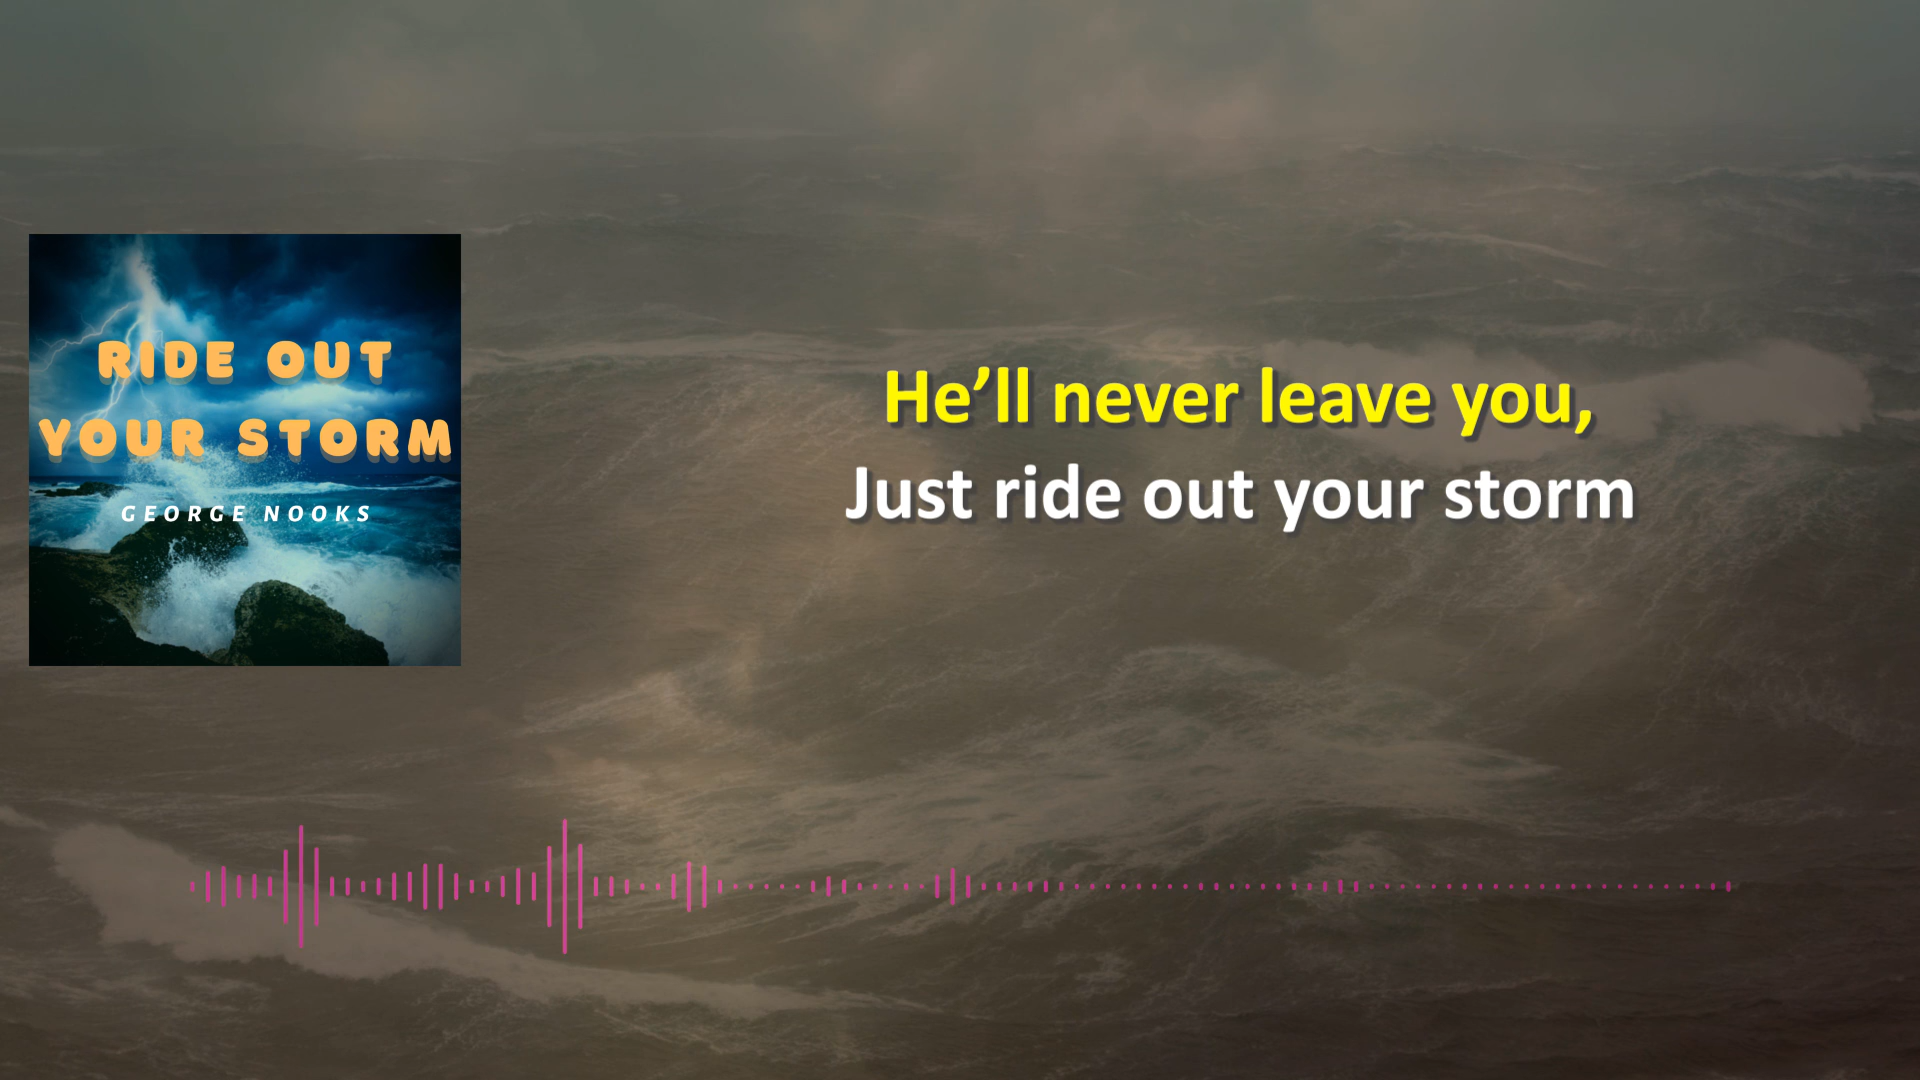 RIDE OUT
YOUR STORM
GEORGE NOOKS
He’ll never leave you,
Just ride out your storm